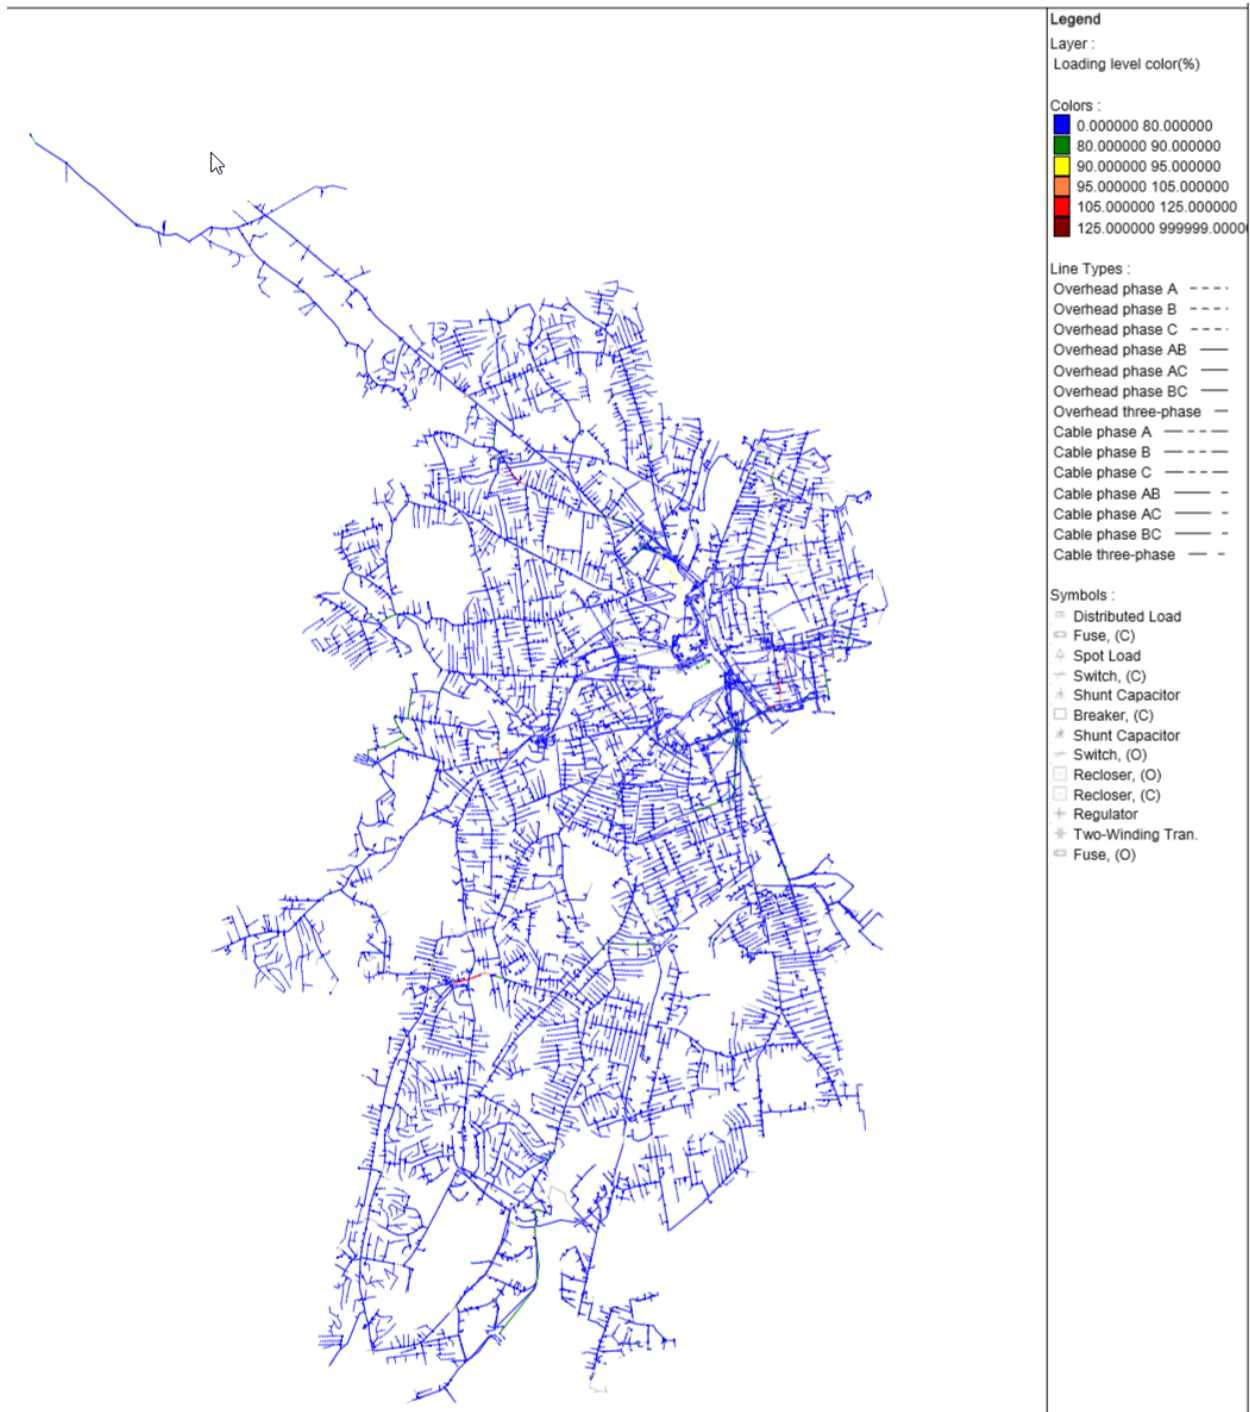 Legend
Layer :
Loading level color(%)
Colors :
0.000000 80.000000
80.000000 90.000000
90.000000 95.000000
95.000000 105.000000
105.000000 125.000000
125.000000 999999.0000
Line Types :
Overhead phase A
Overhead phase B
Overhead phase C
Overhead phase AB
Overhead phase AC
Overhead phase BC
Overhead three-phase
Cable phase A
Cable phase B
Cable phase C
Cable phase AB
Cable phase AC
Cable phase BC
Cable three-phase
Symbols :
Distributed Load
Fuse, (C)
Spot Load
Switch, (C)
Shunt Capacitor
Breaker, (C)
Shunt Capacitor
Switch, (O)
Recloser, (O)
Recloser, (C)
Regulator
Two-Winding Tran.
Fuse, (O)